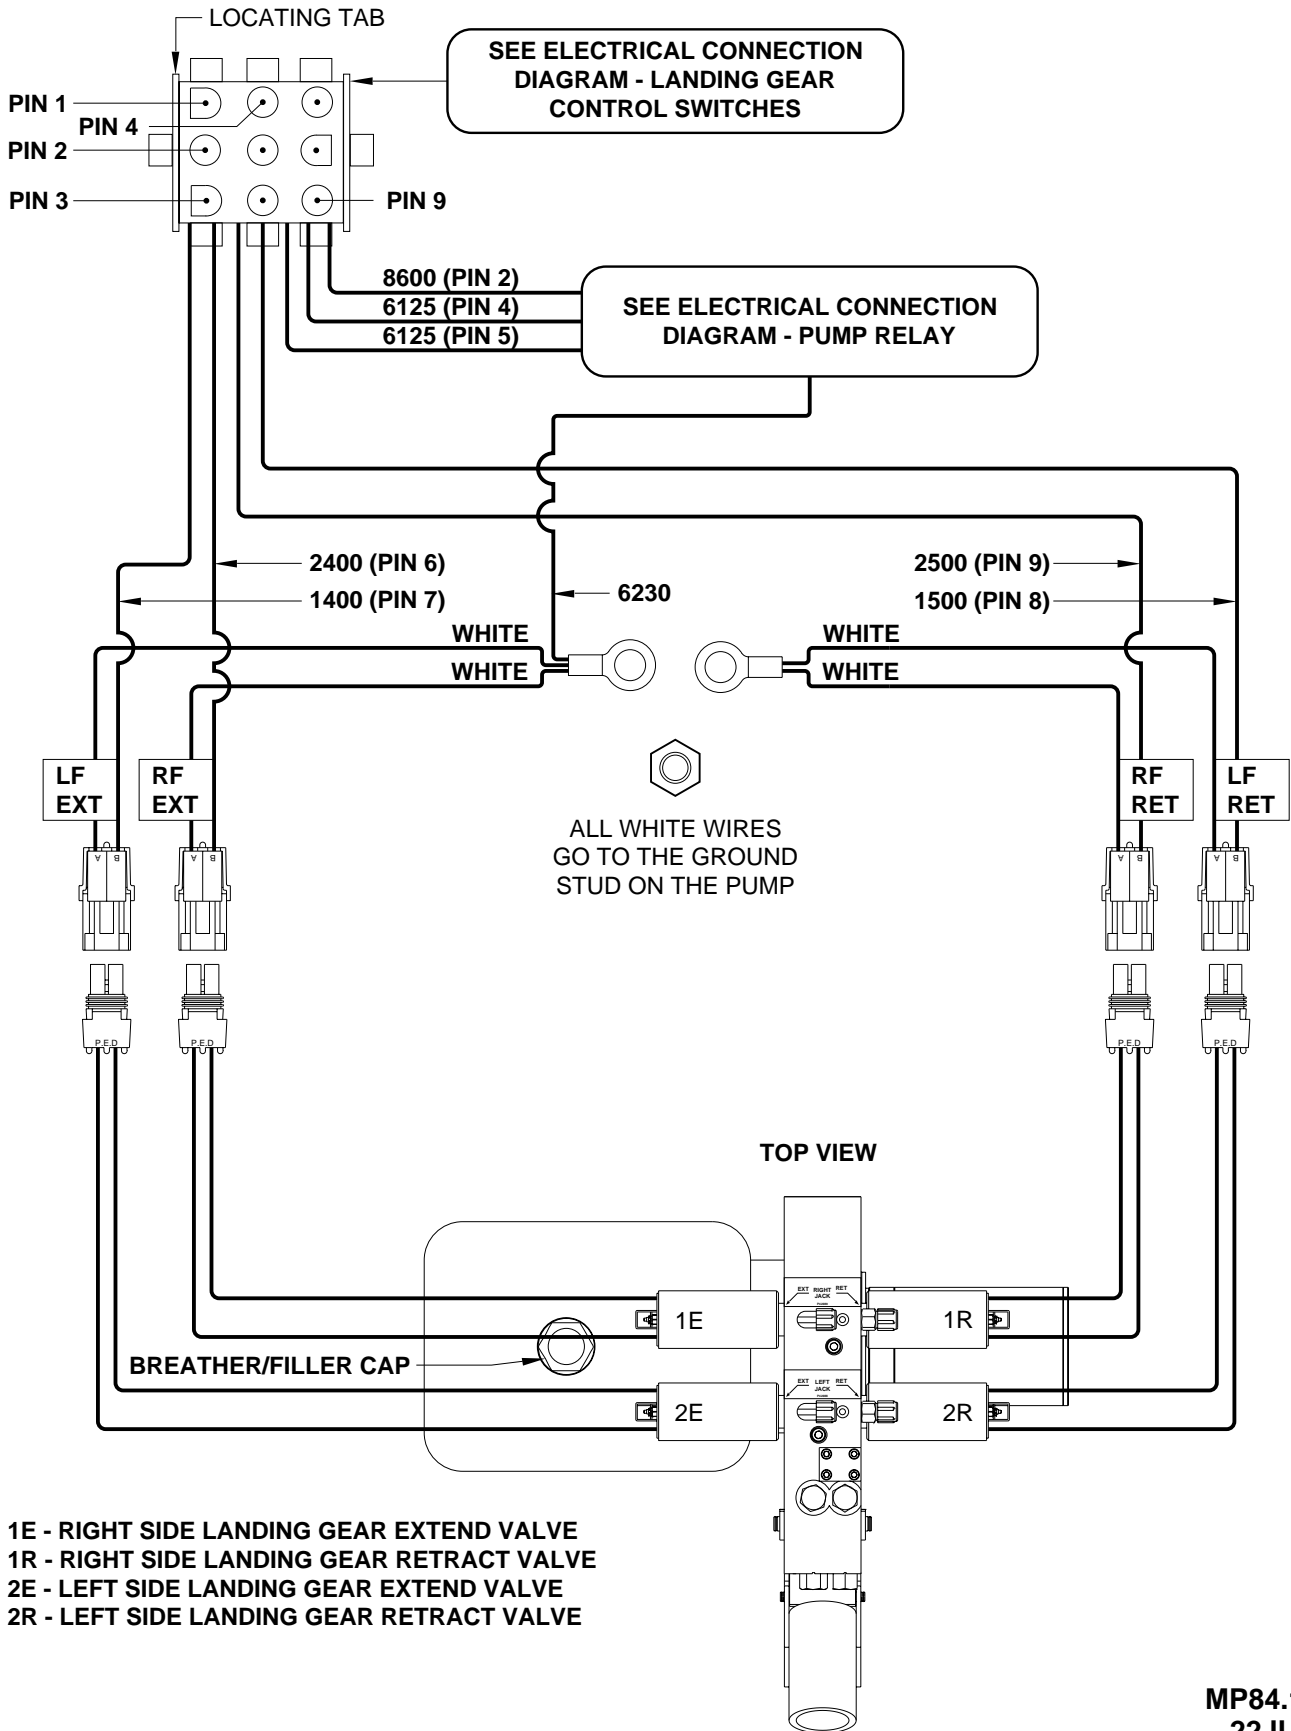 LOCATING TAB
SEE ELECTRICAL CONNECTION
DIAGRAM - LANDING GEAR
CONTROL SWITCHES
PIN 1
PIN 4
PIN 2
PIN 3
PIN 9
8600 (PIN 2)
6125 (PIN 4)
6125 (PIN 5)
SEE ELECTRICAL CONNECTION
DIAGRAM - PUMP RELAY
2400 (PIN 6)
1400 (PIN 7)
6230
2500 (PIN 9)
1500 (PIN 8)
WHITE
WHITE
WHITE
WHITE
LF
EXT
RF
EXT
RF
RET
LF
RET
ALL WHITE WIRES
GO TO THE GROUND
STUD ON THE PUMP
A B
A B
A B
A B
P.E.D
P.E.D
P.E.D
P.E.D
TOP VIEW
EXT RIGHT RET
JACK
1E
1R
BREATHER/FILLER CAP
EXT LEFT RET
JACK
2E
2R
1E - RIGHT SIDE LANDING GEAR EXTEND VALVE
1R - RIGHT SIDE LANDING GEAR RETRACT VALVE
2E - LEFT SIDE LANDING GEAR EXTEND VALVE
2R - LEFT SIDE LANDING GEAR RETRACT VALVE
MP84.
22